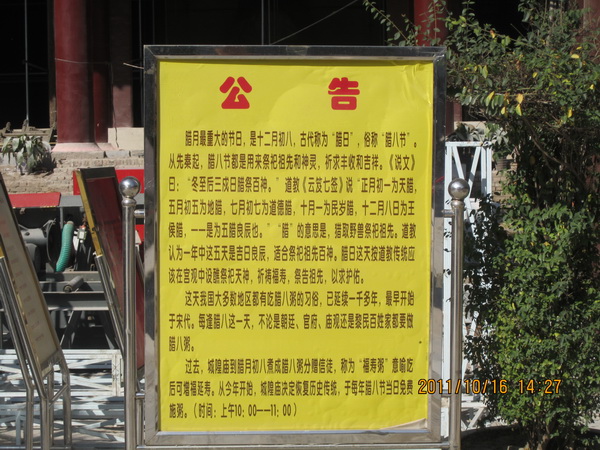 公 告
腊月最重大的节日，是十二月初八，古代称为“腊日”，俗称“腊八节”。
从先秦起，腊八节都是用来祭祀祖先和神灵，祈求丰收和吉祥。《说文》
曰：“冬至后三戍日腊祭百神。”道教《云笈七签》说“正月初一为天腊，
五月初五为地腊，七月初七为道德腊，十月一为民岁腊，十二月八日为王
侯腊，——是为五腊良辰也。”“腊”的意思是，猎取野兽祭祀祖先。道教
认为一年中这五天是吉日良辰，适合祭祀祖先百神。腊日这天按道教传统应
该在宫观中设醮祭祀天神，祈祷福寿，祭告祖先，以求护佑。
这天我国大多数地区都有吃腊八粥的习俗，已延续一千多年，最早开始
于宋代。每逢腊八这一天，不论是朝廷、官府、庙观还是黎民百姓家都要做
腊八粥。
过去，城隍庙到腊月初八煮成腊八粥分赠信徒，称为“福寿粥”意喻吃
后可增福延寿。从今年开始，城隍庙决定恢复历史传统，于每年腊八节当日免费
施粥。（时间：上午10：00—11：00）
2011/10/16 14:27